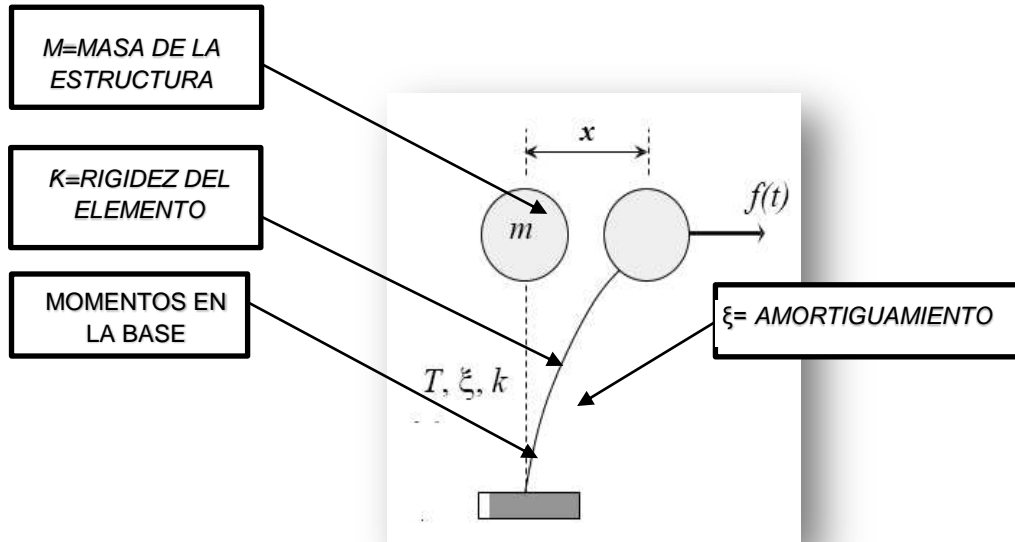 M=MASA DE LA
ESTRUCTURA
K=RIGIDEZ DEL
ELEMENTO
MOMENTOS EN
LA BASE
x
m
f(t)
T, ξ, k
ξ= AMORTIGUAMIENTO